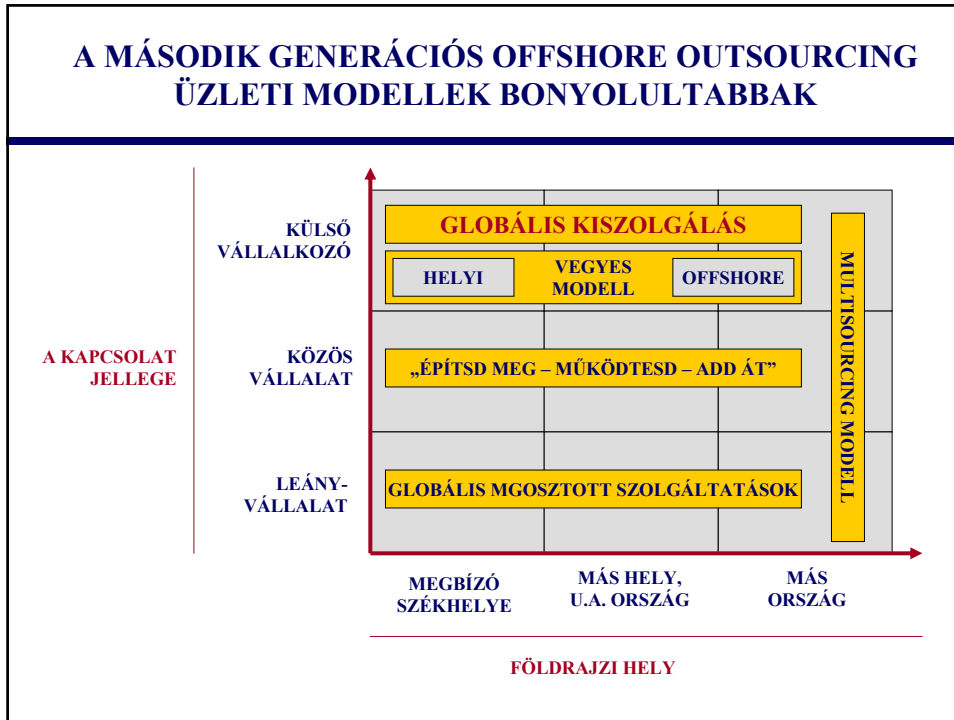 A MÁSODIK GENERÁCIÓS OFFSHORE OUTSOURCING
ÜZLETI MODELLEK BONYOLULTABBAK
KÜLSŐ
VÁLLALKOZÓ
GLOBÁLIS KISZOLGÁLÁS
HELYI
VEGYES
MODELL
OFFSHORE
MULTISOURCING MODELL
A KAPCSOLAT
JELLEGE
KÖZÖS
VÁLLALAT
„ÉPÍTSD MEG – MŰKÖDTESD – ADD ÁT”
LEÁNY-
VÁLLALAT
GLOBÁLIS MGOSZTOTT SZOLGÁLTATÁSOK
MEGBÍZÓ
SZÉKHELYE
MÁS HELY,
U.A. ORSZÁG
MÁS
ORSZÁG
FÖLDRAJZI HELY